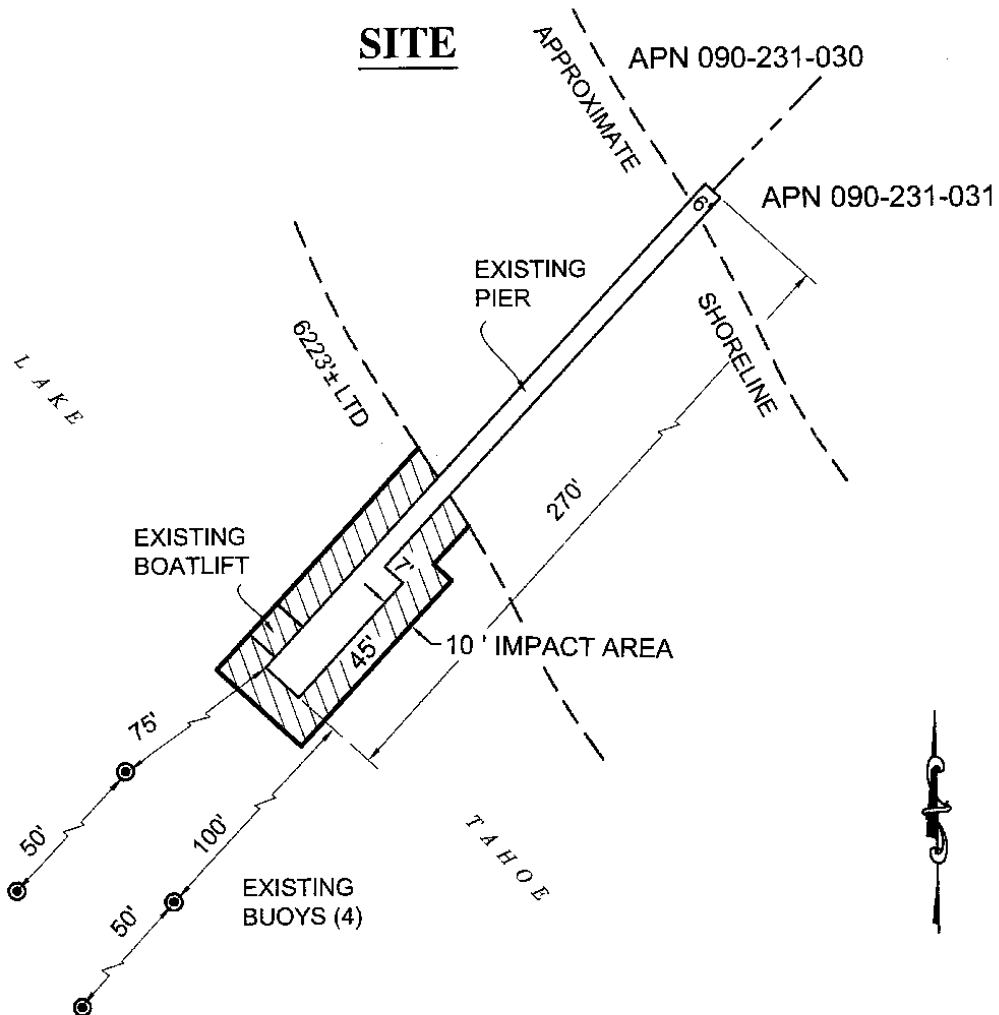 SITE
APN 090-231-030
APPROXIMATE
6'
APN 090-231-031
EXISTING
PIER
SHORELINE
6223'± LTD
LAKE
270'
EXISTING
BOATLIFT
7'
45'
10 ' IMPACT AREA
75'
50'
100'
TAHOE
EXISTING
BUOYS (4)
50'